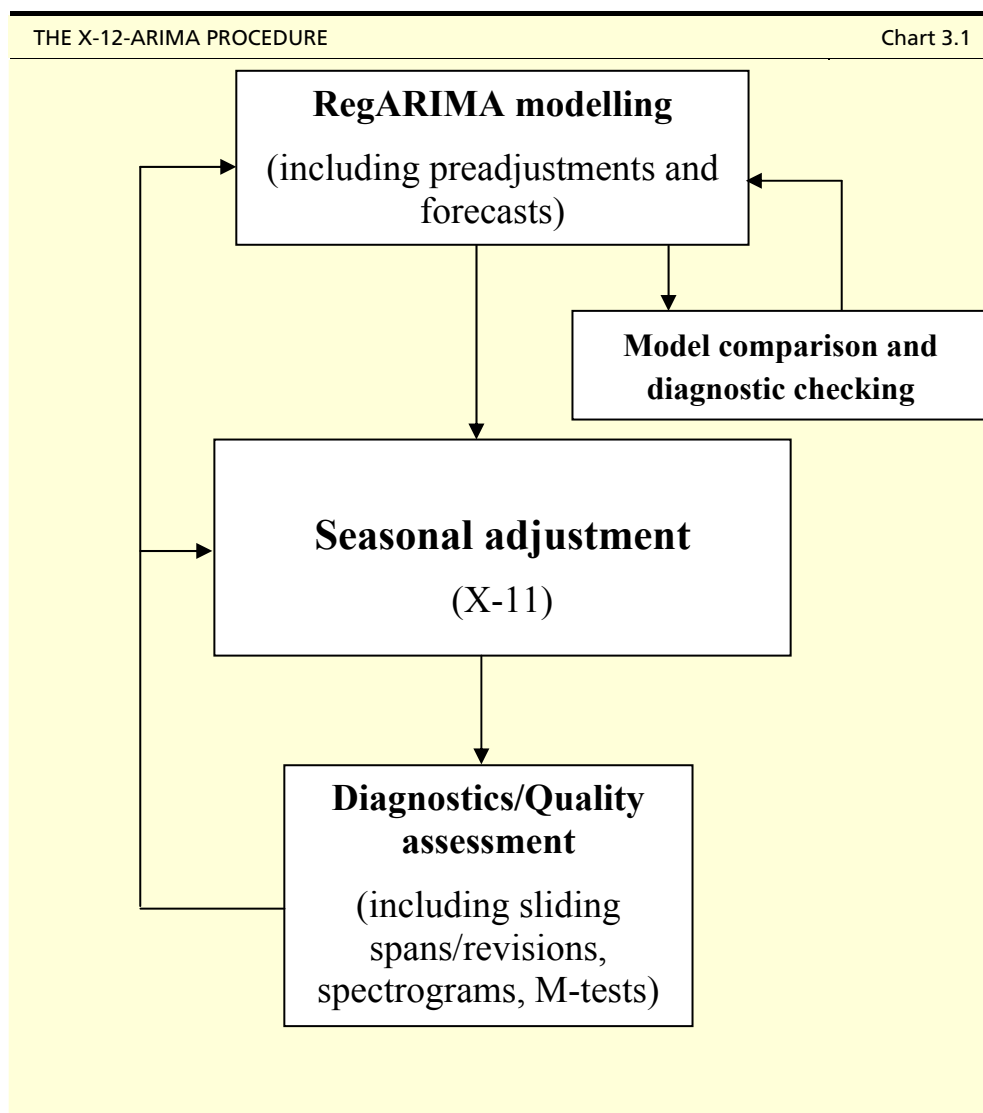 THE X-12-ARIMA PROCEDURE Chart 3.1
RegARIMA modelling
(including preadjustments and
forecasts)
Model comparison and
diagnostic checking
Seasonal adjustment
(X-11)
Diagnostics/Quality
assessment
(including sliding
spans/revisions,
spectrograms, M-tests)